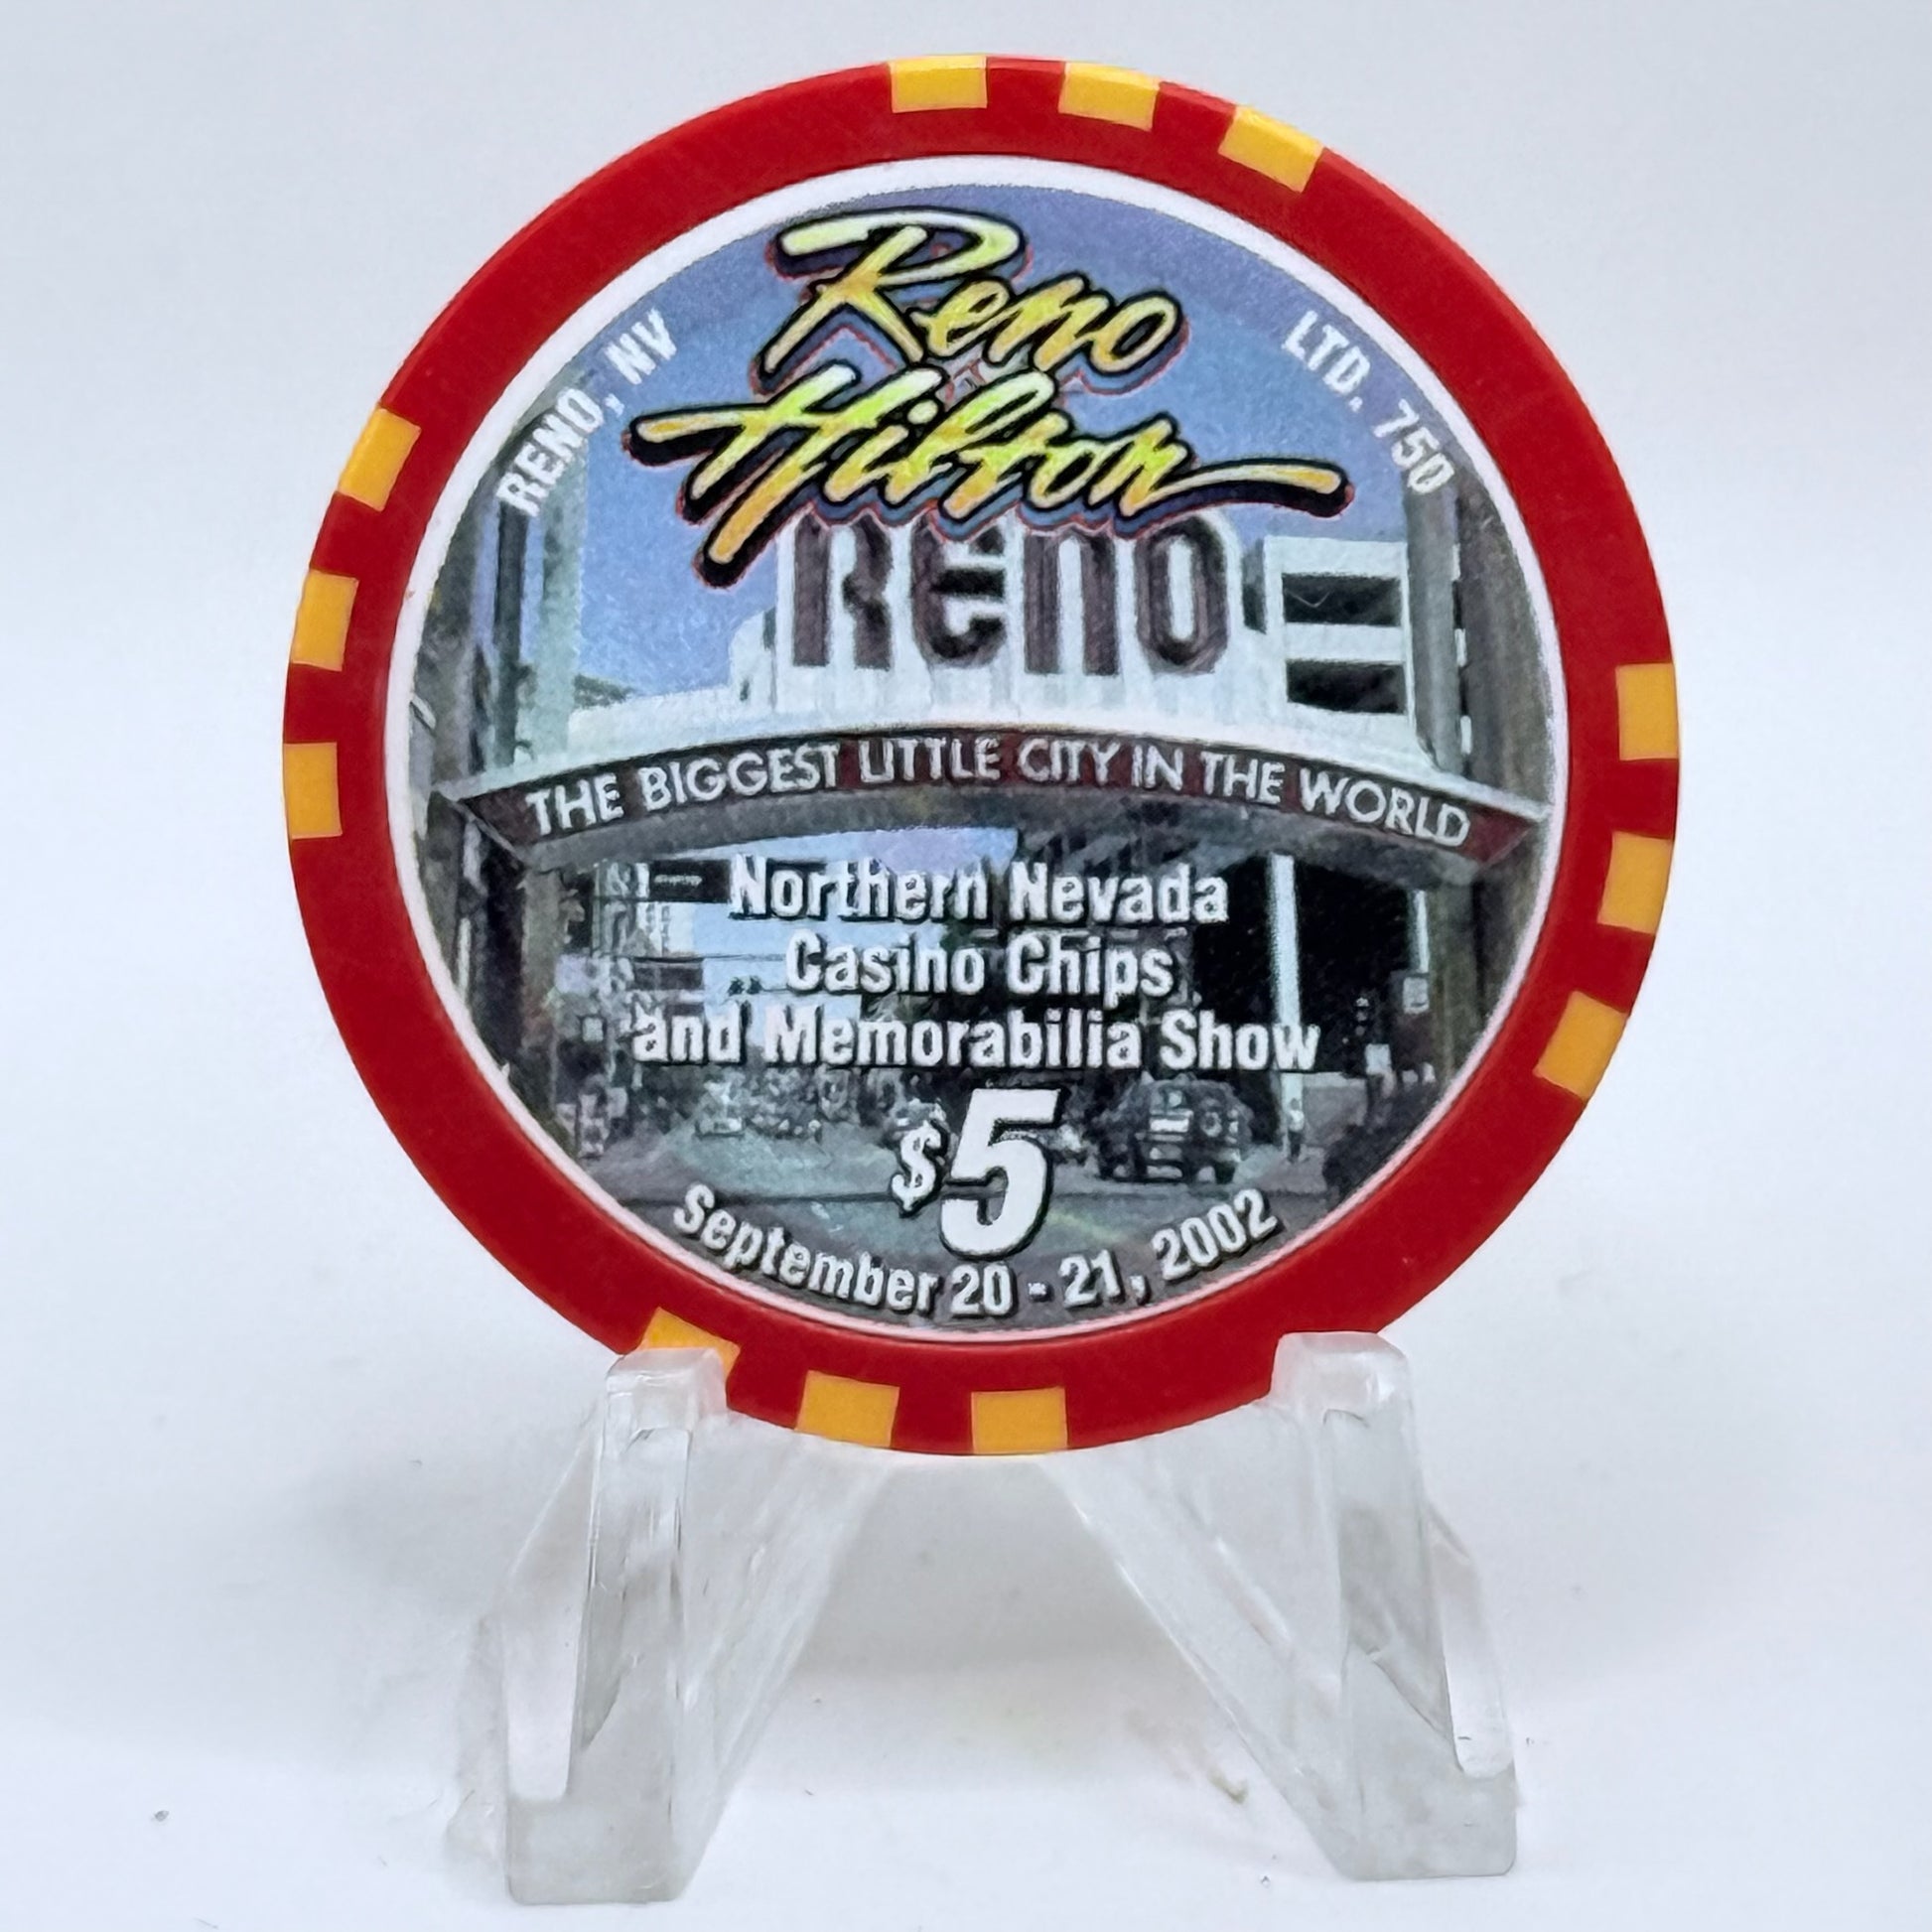 Reno
Hilton
RENO, NV
LTD. 750
RENO
THE BIGGEST LITTLE CITY IN THE WORLD
Northern Nevada
Casino Chips
and Memorabilia Show
$5
September 20 - 21, 2002